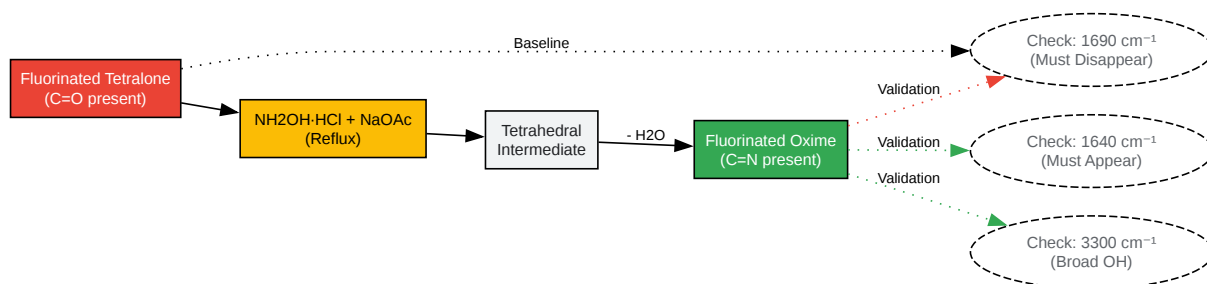 Baseline
Check: 1690 cm⁻¹
(Must Disappear)
Fluorinated Tetralone
(C=O present)
NH2OH·HCl + NaOAc
(Reflux)
Tetrahedral
Intermediate
- H2O
Fluorinated Oxime
(C=N present)
Validation
Validation
Validation
Check: 1640 cm⁻¹
(Must Appear)
Check: 3300 cm⁻¹
(Broad OH)